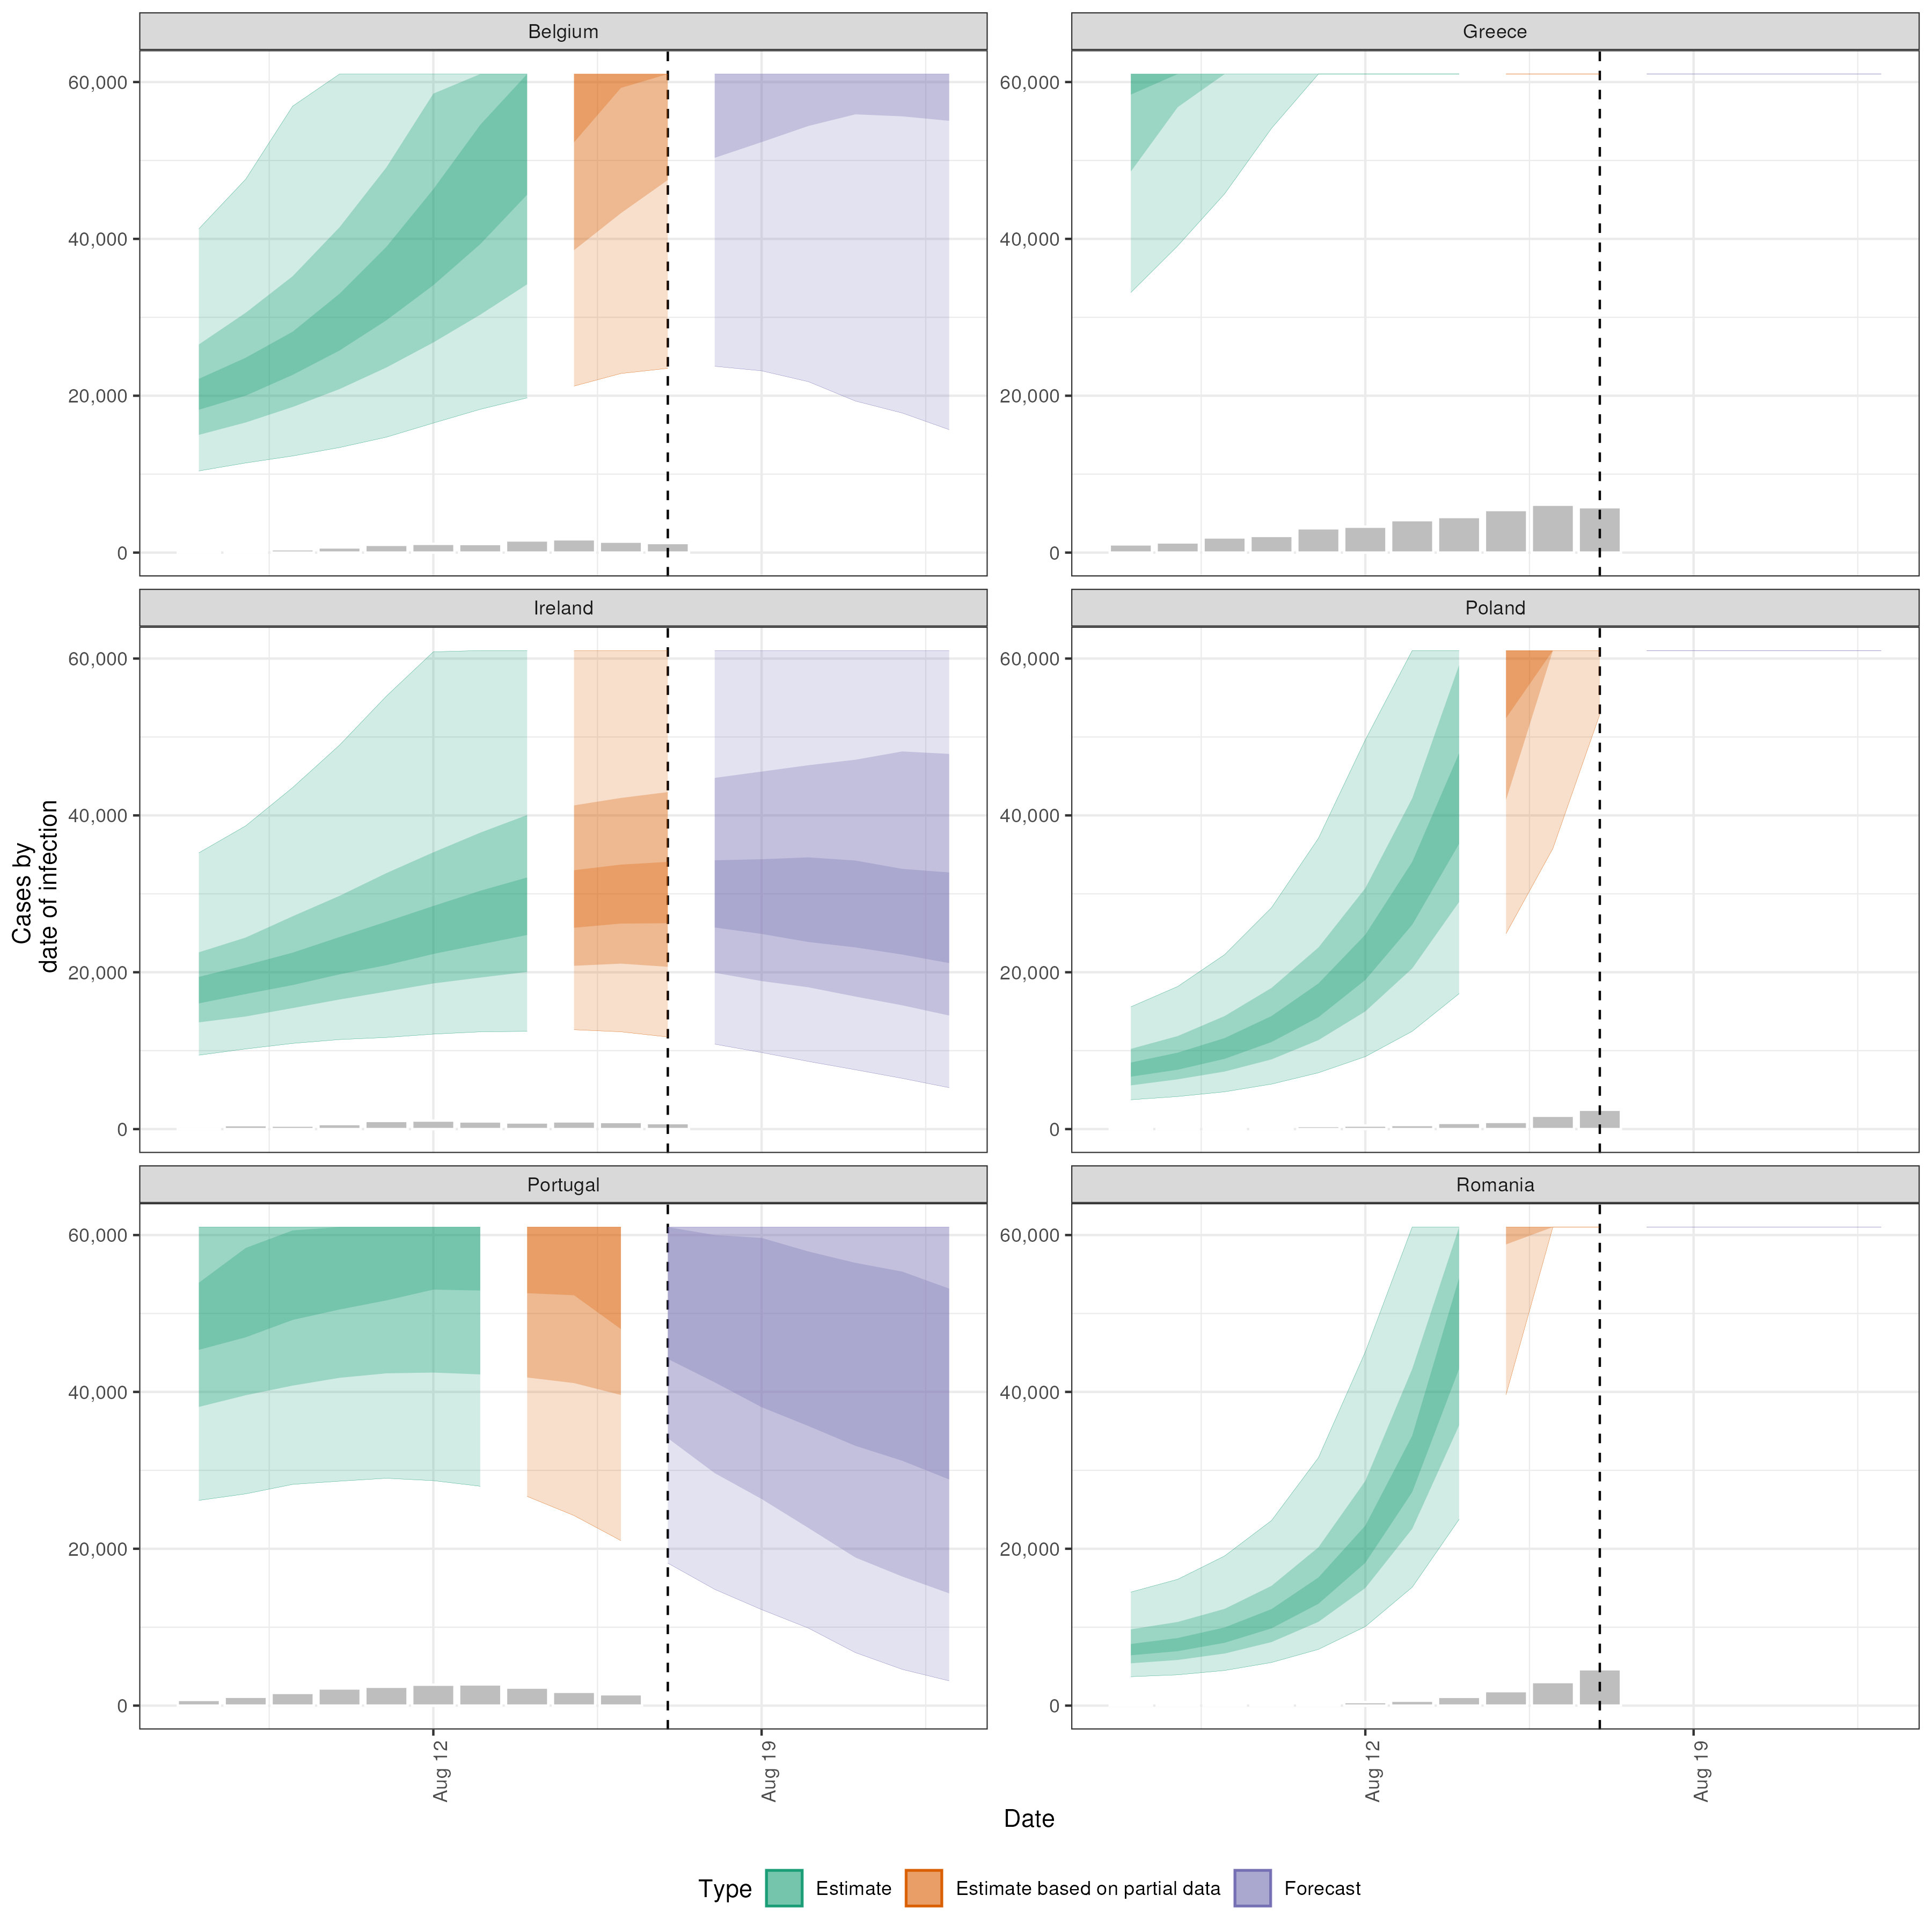 Belgium
Greece
60,000
40,000
20,000
0
60,000
40,000
20,000
0
Ireland
Poland
60,000
40,000
20,000
0
60,000
40,000
20,000
0
Portugal
Romania
60,000
40,000
20,000
0
60,000
40,000
20,000
0
Cases by
date of infection
Aug 12
Aug 19
Aug 12
Aug 19
Date
Type
Estimate
Estimate based on partial data
Forecast